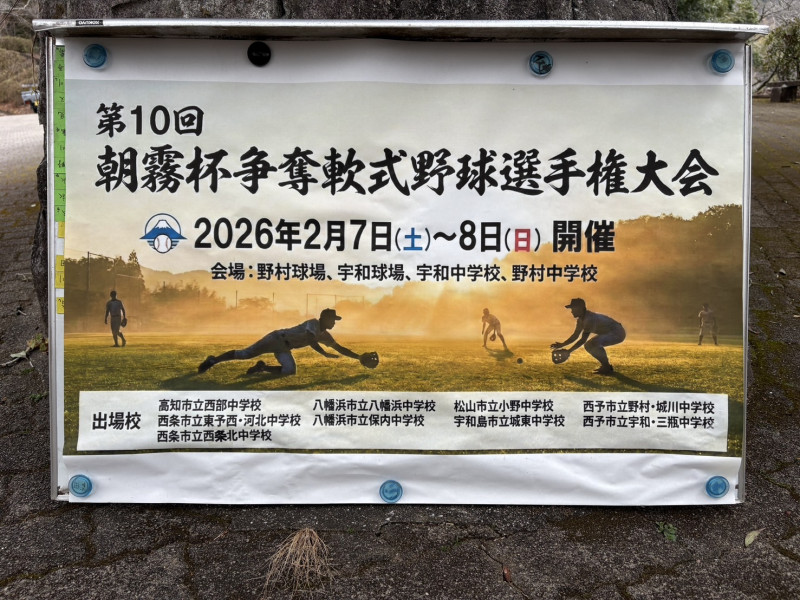 第10回
朝霧杯争奪軟式野球選手権大会
2026年2月7日(土)～8日(日) 開催
会場：野村球場、宇和球場、宇和中学校、野村中学校
出場校
高知市立西部中学校 八幡浜市立八幡浜中学校 松山市立小野中学校 西予市立野村・城川中学校
西条市立東予西・河北中学校 八幡浜市立保内中学校 宇和島市立城東中学校 西予市立宇和・三瓶中学校
西条市立西条北中学校